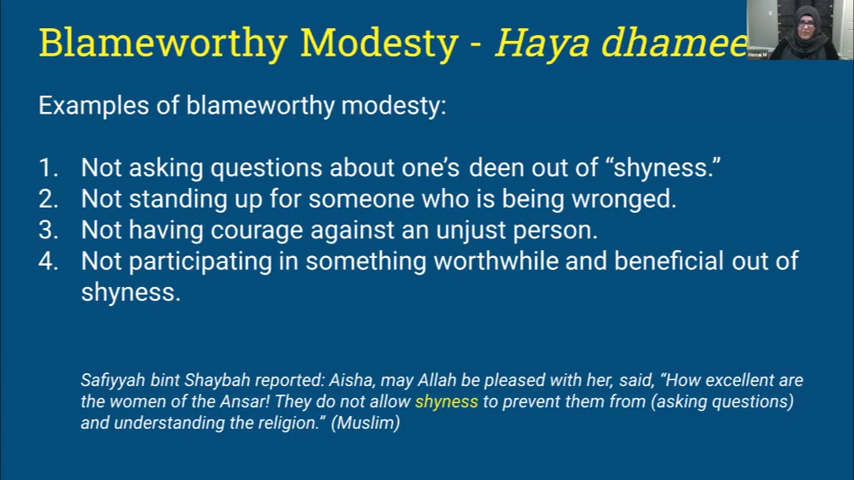 Blameworthy Modesty - Haya dhamee
Examples of blameworthy modesty:
1. Not asking questions about one's deen out of “shyness.”
2. Not standing up for someone who is being wronged.
3. Not having courage against an unjust person.
4. Not participating in something worthwhile and beneficial out of
shyness.
Safiyyah bint Shaybah reported: Aisha, may Allah be pleased with her, said, “How excellent are
the women of the Ansar! They do not allow shyness to prevent them from (asking questions)
and understanding the religion.” (Muslim)